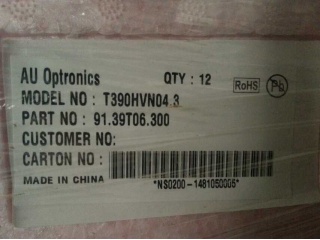 AU Optronics QTY : 12
MODEL NO : T390HVN04.3 RoHS Pb
PART NO : 91.39T06.300
CUSTOMER NO:
CARTON NO :
MADE IN CHINA *NS0200-1481050006*